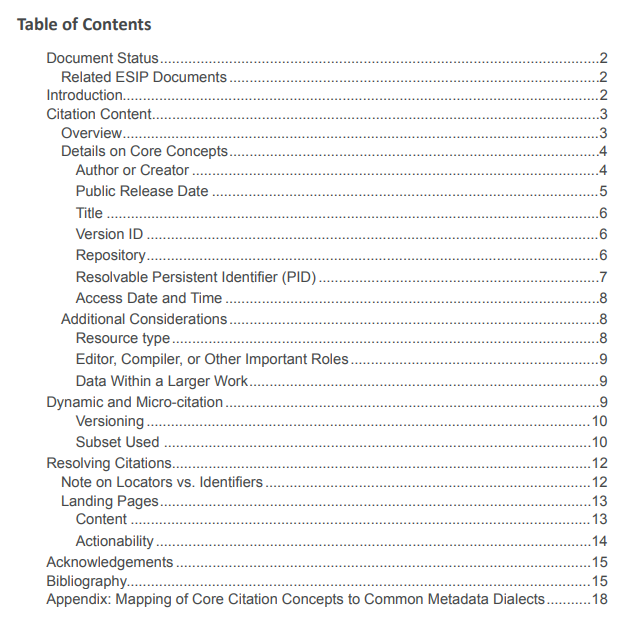 Table of Contents
Document Status.......................................................................................................2
Related ESIP Documents.......................................................................................2
Introduction................................................................................................................2
Citation Content.........................................................................................................3
Overview................................................................................................................3
Details on Core Concepts.......................................................................................4
Author or Creator................................................................................................4
Public Release Date............................................................................................5
Title.....................................................................................................................6
Version ID...........................................................................................................6
Repository...........................................................................................................6
Resolvable Persistent Identifier (PID)..................................................................7
Access Date and Time........................................................................................8
Additional Considerations.......................................................................................8
Resource type.....................................................................................................8
Editor, Compiler, or Other Important Roles..........................................................9
Data Within a Larger Work..................................................................................9
Dynamic and Micro-citation........................................................................................9
Versioning.........................................................................................................10
Subset Used.....................................................................................................10
Resolving Citations..................................................................................................12
Note on Locators vs. Identifiers.............................................................................12
Landing Pages......................................................................................................13
Content.............................................................................................................13
Actionability.......................................................................................................14
Acknowledgements..................................................................................................15
Bibliography..............................................................................................................15
Appendix: Mapping of Core Citation Concepts to Common Metadata Dialects...........18